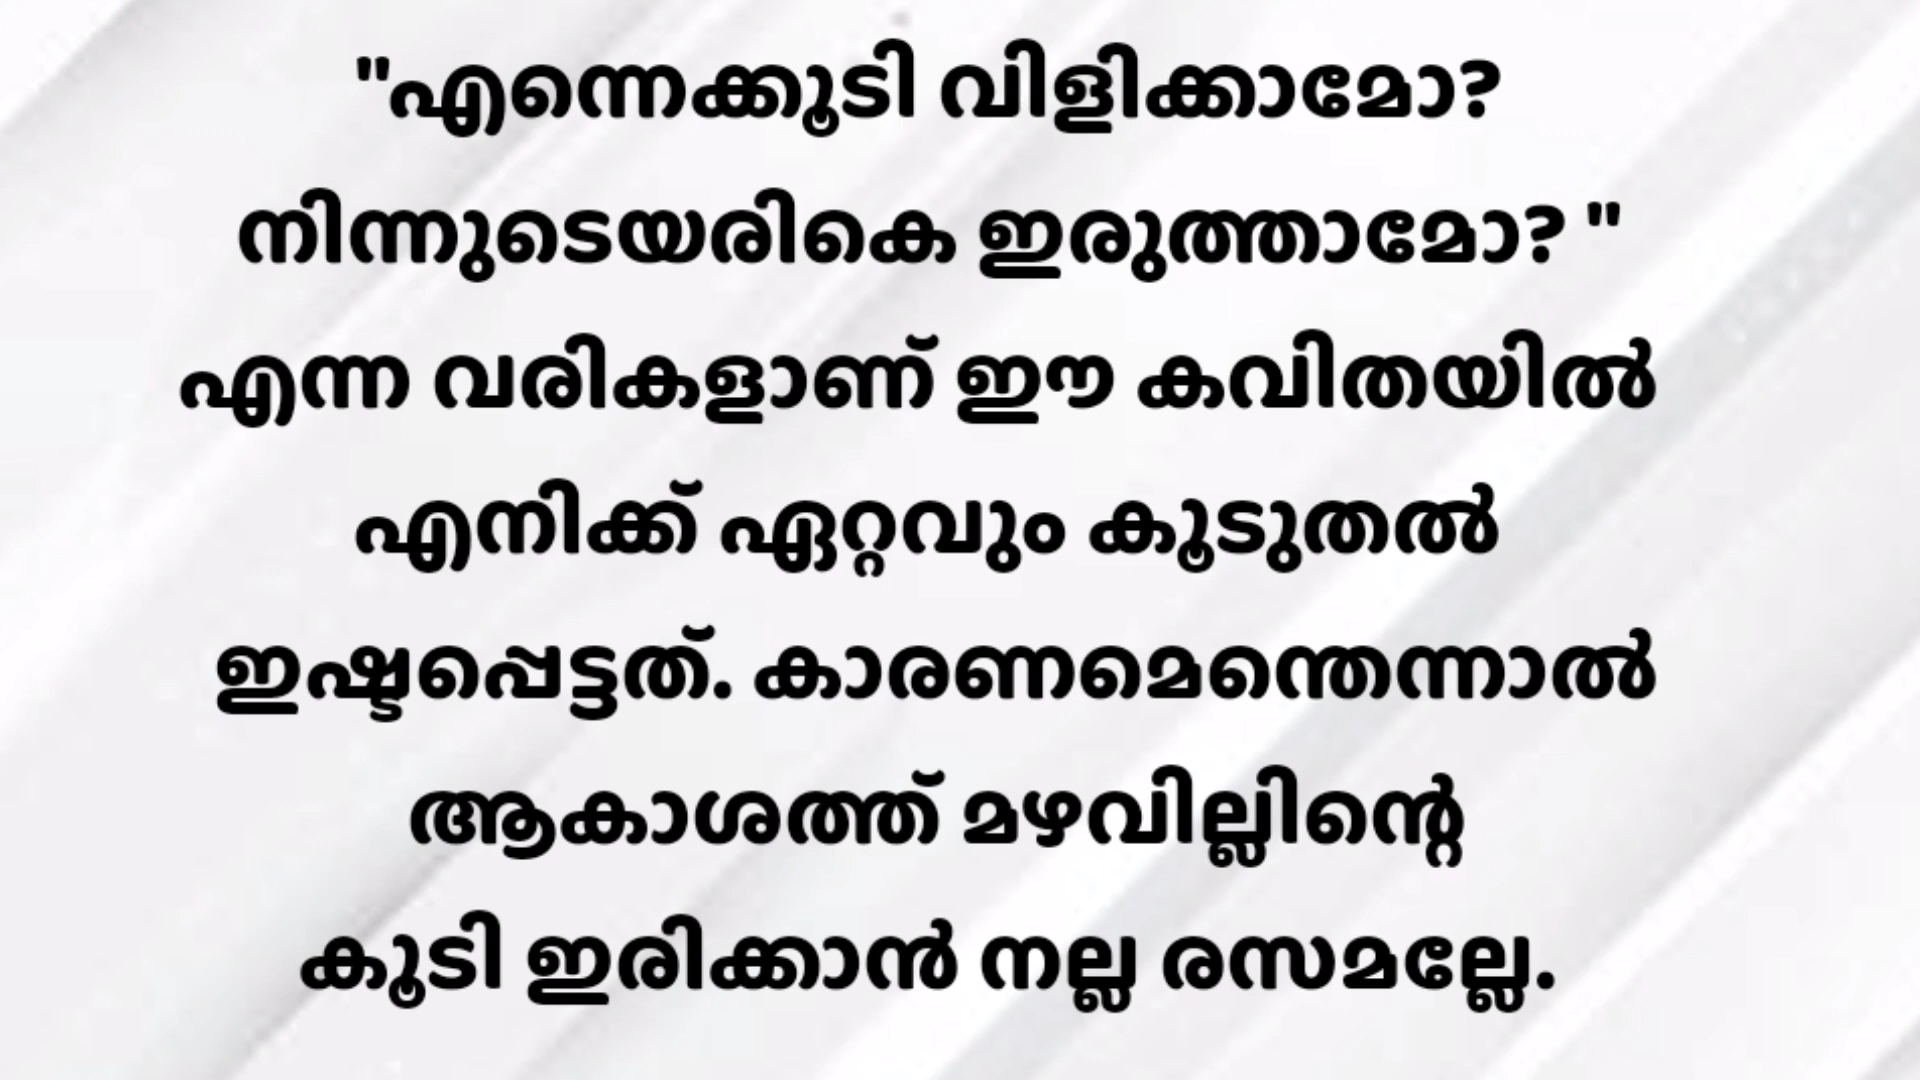 "എന്നെക്കൂടി വിളിക്കാമോ?
നിന്നുടെയരികെ ഇരുത്താമോ? "
എന്ന വരികളാണ് ഈ കവിതയിൽ
എനിക്ക് ഏറ്റവും കൂടുതൽ
ഇഷ്ടപ്പെട്ടത്. കാരണമെന്തെന്നാൽ
ആകാശത്ത് മഴവില്ലിന്റെ
കൂടി ഇരിക്കാൻ നല്ല രസമല്ലേ.